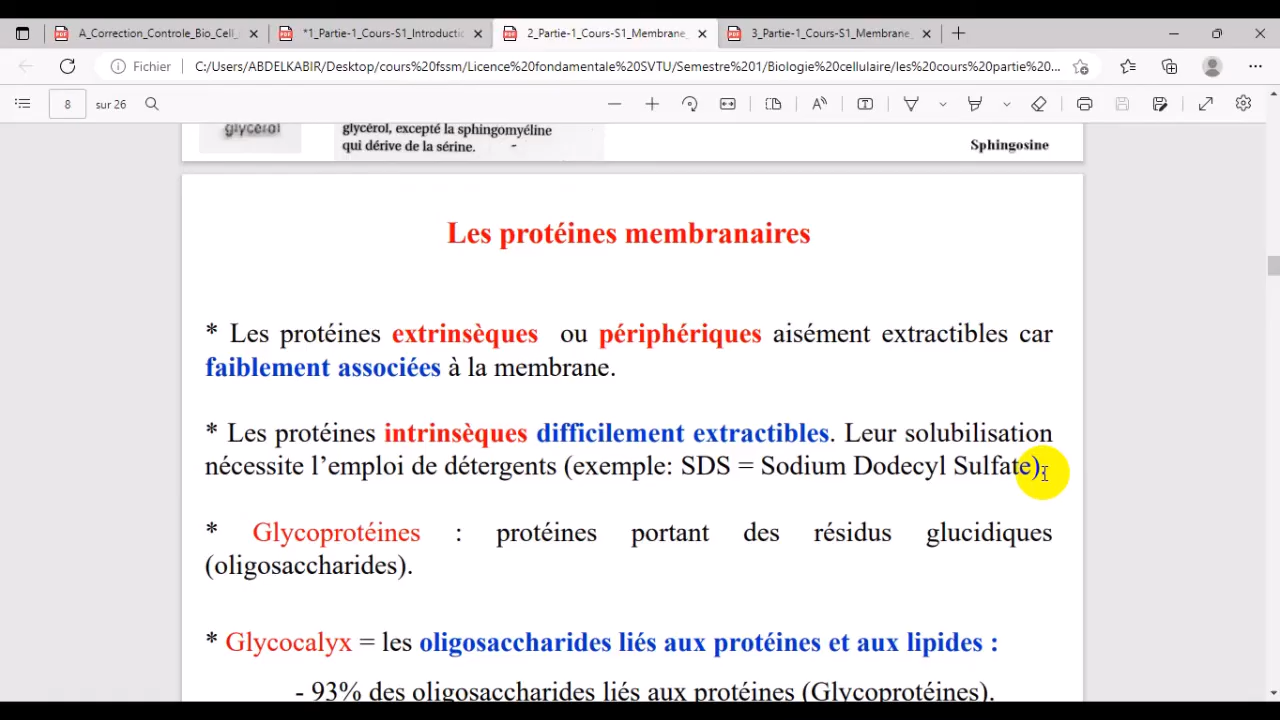 A_Correction_Controle_Bio_Cell_
*1_Partie-1_Cours-S1_Introductio
2_Partie-1_Cours-S1_Membrane_
3_Partie-1_Cours-S1_Membrane_
Fichier
C:/Users/ABDELKABIR/Desktop/cours%20fssm/Licence%20fondamentale%20SVTU/Semestre%201/Biologie%20cellulaire/les%20cours%20partie%20...
8 sur 26
glycérol
glycérol, excepté la sphingomyéline
qui dérive de la sérine.
Sphingosine
Les protéines membranaires
* Les protéines extrinsèques ou périphériques aisément extractibles car
faiblement associées à la membrane.
* Les protéines intrinsèques difficilement extractibles. Leur solubilisation
nécessite l’emploi de détergents (exemple: SDS = Sodium Dodecyl Sulfate).
* Glycoprotéines : protéines portant des résidus glucidiques
(oligosaccharides).
* Glycocalyx = les oligosaccharides liés aux protéines et aux lipides :
- 93% des oligosaccharides liés aux protéines (Glycoprotéines).